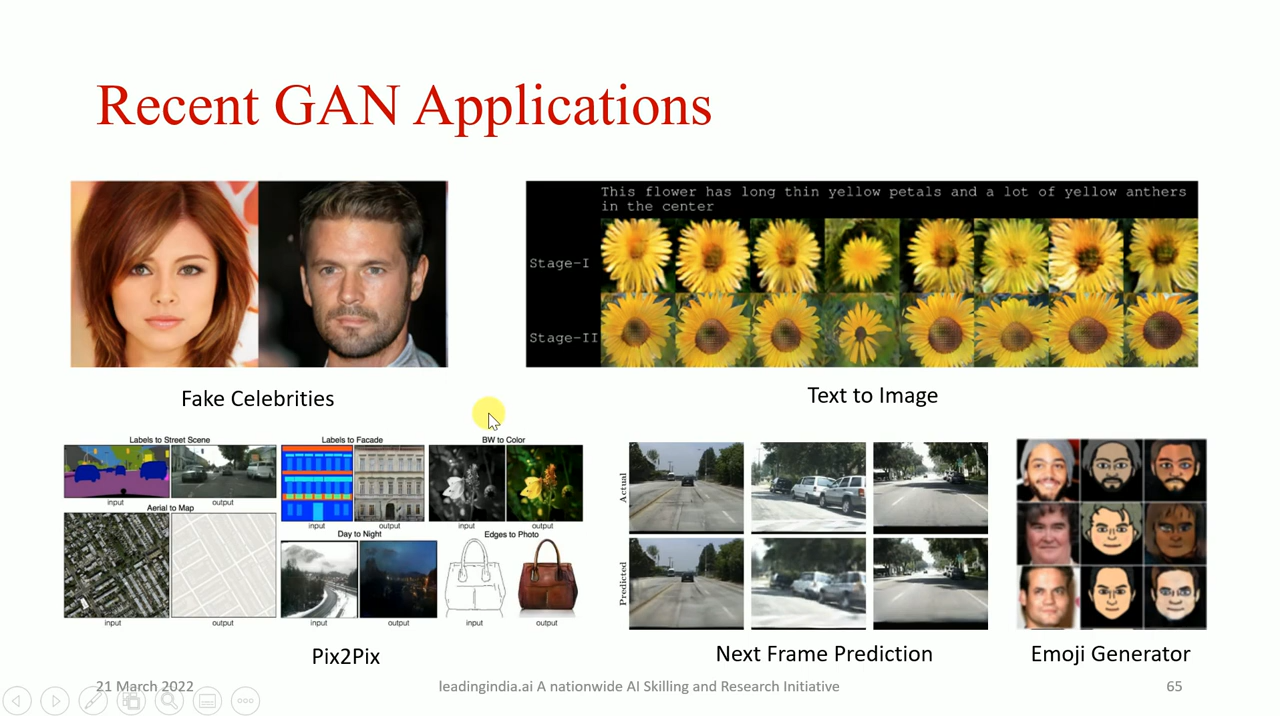 Recent GAN Applications
This flower has long thin yellow petals and a lot of yellow anthers
in the center
Stage-I
Stage-II
Fake Celebrities
Text to Image
Labels to Street Scene
input
output
Labels to Facade
input
output
BW to Color
input
output
Aerial to Map
input
output
Day to Night
input
output
Edges to Photo
input
output
Actual
Predicted
Pix2Pix
Next Frame Prediction
Emoji Generator
21 March 2022
leadingindia.ai A nationwide AI Skilling and Research Initiative
65